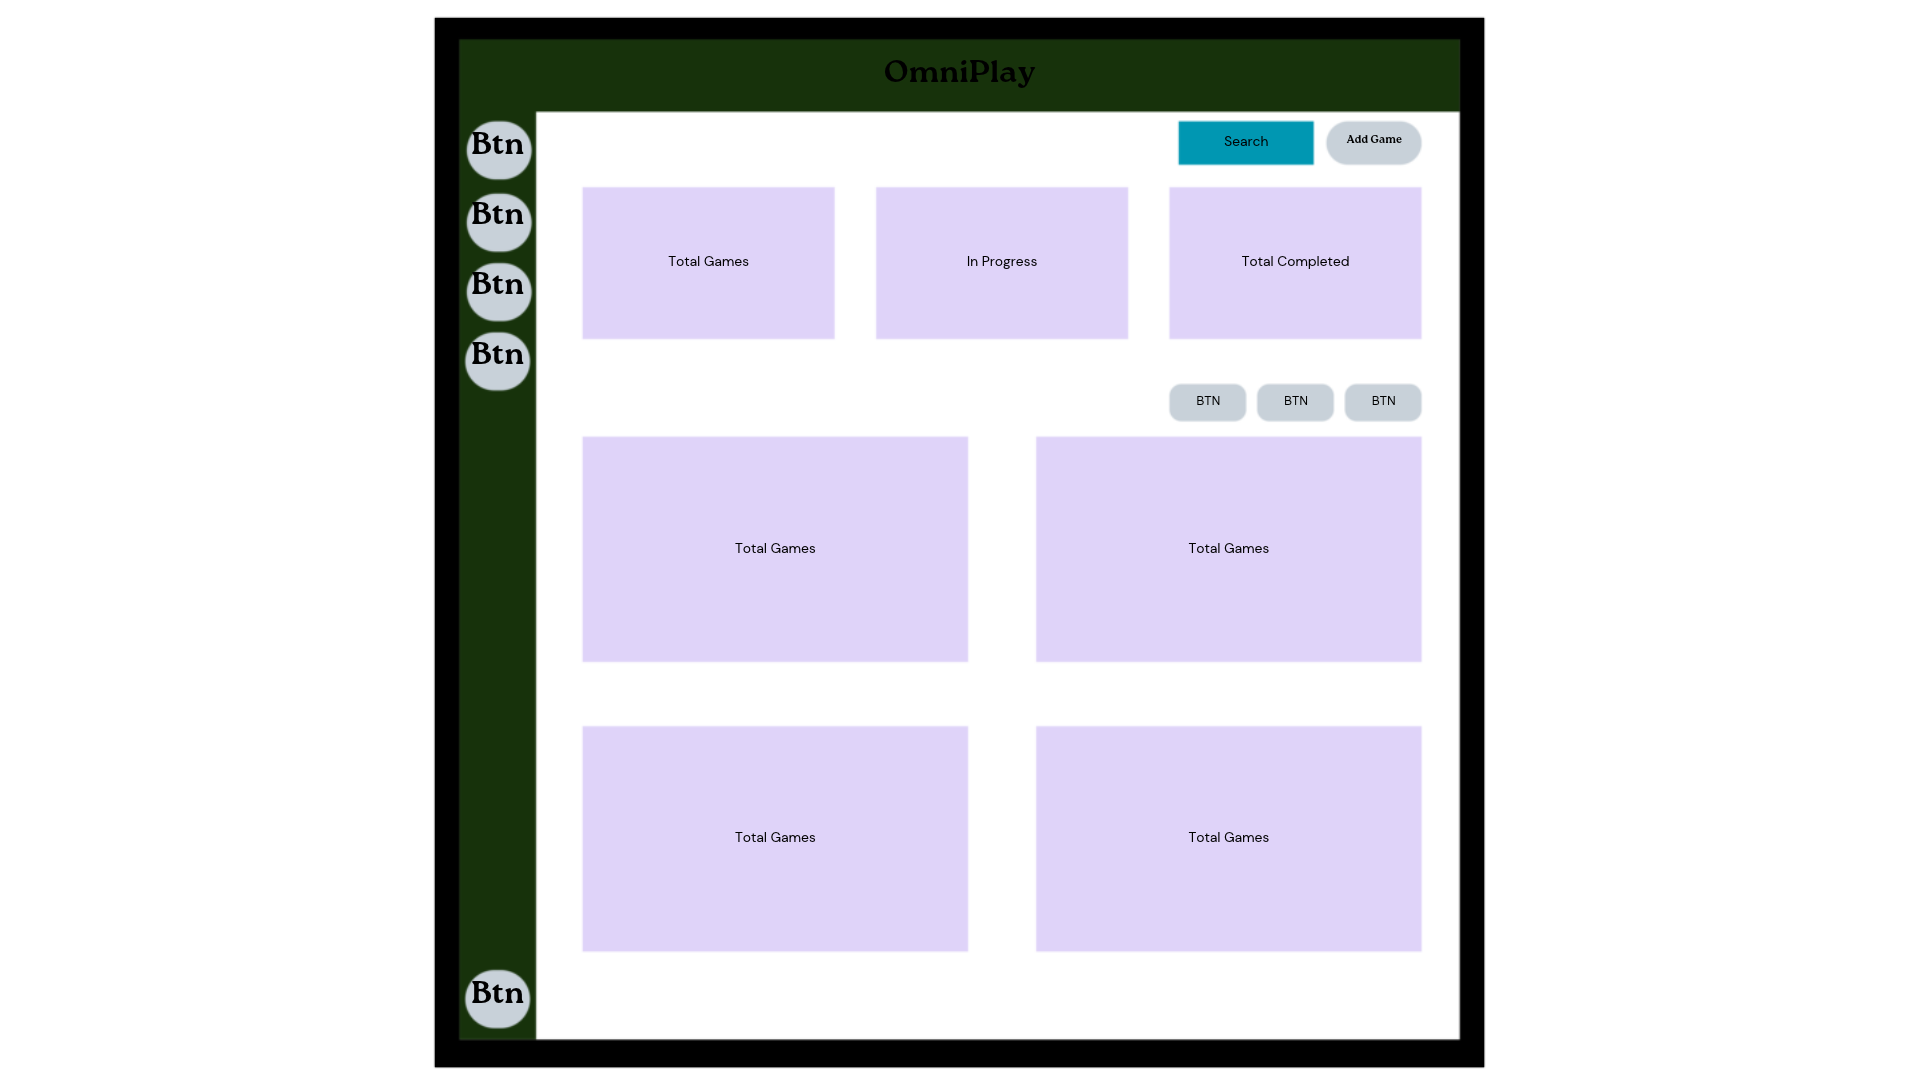 OmniPlay
Btn
Btn
Btn
Btn
Btn
Search
Add Game
Total Games
In Progress
Total Completed
BTN
BTN
BTN
Total Games
Total Games
Total Games
Total Games